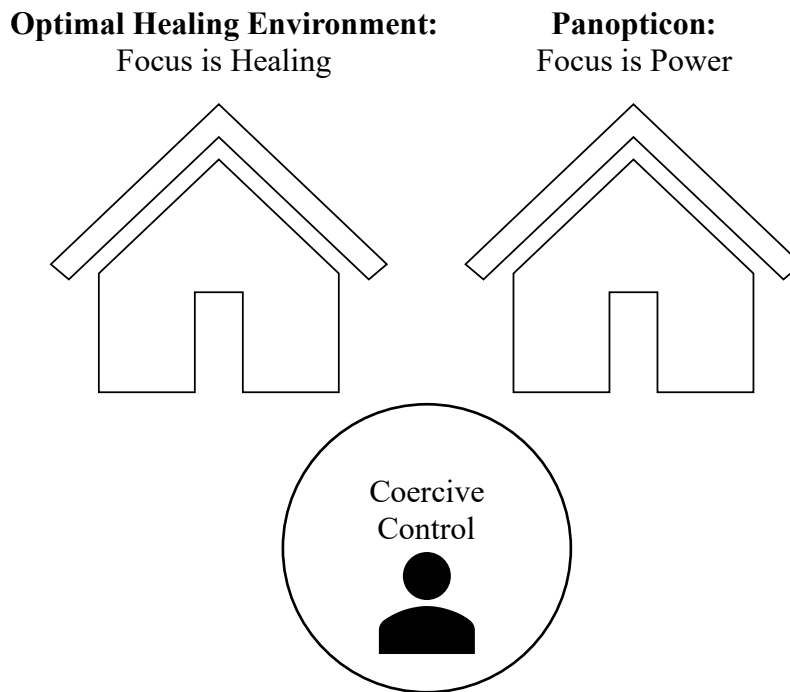 Optimal Healing Environment:
Focus is Healing
Panopticon:
Focus is Power
Coercive
Control